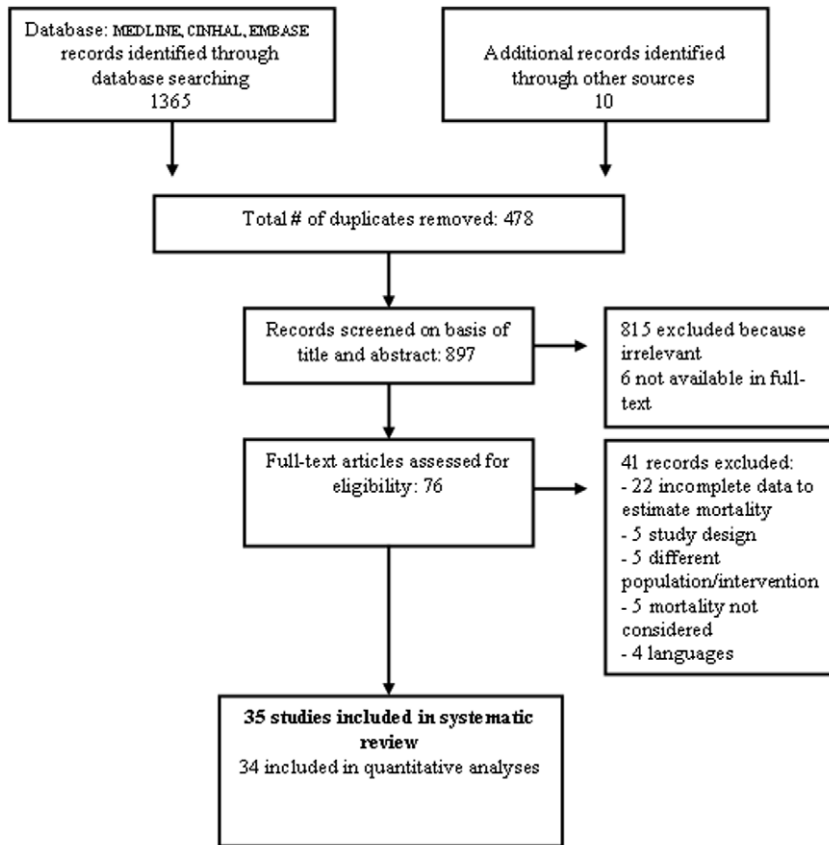 Database: MEDLINE, CINHAL, EMBASE
records identified through
database searching
1365
Additional records identified
through other sources
10
Total # of duplicates removed: 478
Records screened on basis of
title and abstract: 897
815 excluded because
irrelevant
6 not available in full-
text
Full-text articles assessed for
eligibility: 76
41 records excluded:
- 22 incomplete data to
estimate mortality
- 5 study design
- 5 different
population/intervention
- 5 mortality not
considered
- 4 languages
35 studies included in systematic
review
34 included in quantitative analyses